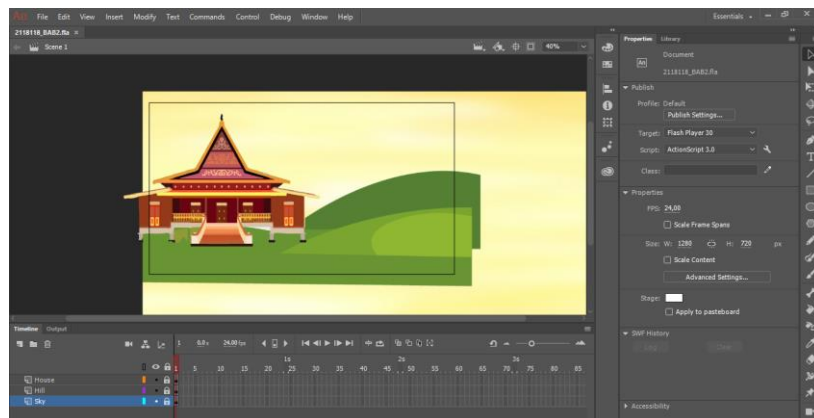 An File Edit View Insert Modify Text Commands Control Debug Window Help Essentials
2118118_BAB2.fla ×
Scene 1 40%
Properties Library
Document
An
2118118_BAB2.fla
Publish
Profile: Default
Publish Settings...
Target: Flash Player 30
Script: ActionScript 3.0
Class:
Properties
FPS: 24,00
Scale Frame Spans
Size: W: 1280 H: 720 px
Scale Content
Advanced Settings...
Stage:
Apply to pasteboard
SWF History
Log Clear
Accessibility
Timeline Output
0,0 s 24,00 fps
1s 2s 3s
1 5 10 15 20 25 30 35 40 45 50 55 60 65 70 75 80 85
House
Hill
Sky